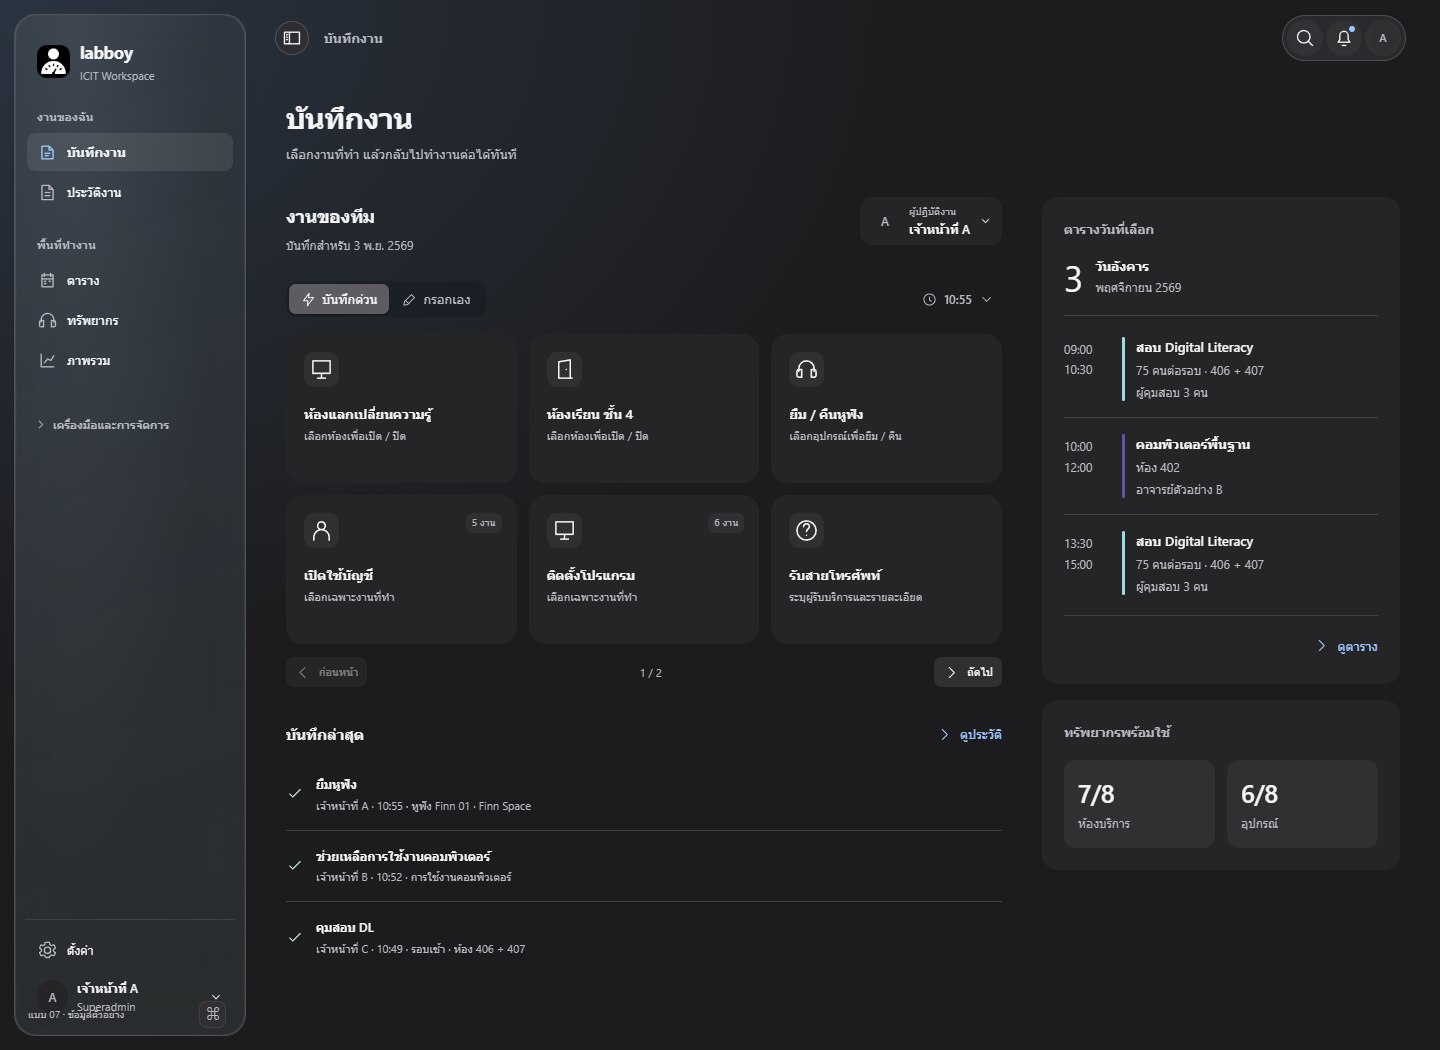 labboy
ICIT Workspace
งานของฉัน
บันทึกงาน
ประวัติงาน
พื้นที่ทำงาน
ตาราง
ทรัพยากร
ภาพรวม
เครื่องมือและการจัดการ
ตั้งค่า
A
เจ้าหน้าที่ A
Superadmin
แบบ 07 · ข้อมูลตัวอย่าง
⌘
บันทึกงาน
A
บันทึกงาน
เลือกงานที่ทำ แล้วกลับไปทำงานต่อได้ทันที
งานของทีม
บันทึกสำหรับ 3 พ.ย. 2569
A
ผู้ปฏิบัติงาน
เจ้าหน้าที่ A
บันทึกด่วน
กรอกเอง
10:55
ห้องแลกเปลี่ยนความรู้
เลือกห้องเพื่อเปิด / ปิด
ห้องเรียน ชั้น 4
เลือกห้องเพื่อเปิด / ปิด
ยืม / คืนหูฟัง
เลือกอุปกรณ์เพื่อยืม / คืน
5 งาน
เปิดใช้บัญชี
เลือกเฉพาะงานที่ทำ
6 งาน
ติดตั้งโปรแกรม
เลือกเฉพาะงานที่ทำ
รับสายโทรศัพท์
ระบุผู้รับบริการและรายละเอียด
ก่อนหน้า
1 / 2
ถัดไป
บันทึกล่าสุด
ดูประวัติ
ยืมหูฟัง
เจ้าหน้าที่ A · 10:55 · หูฟัง Finn 01 · Finn Space
ช่วยเหลือการใช้งานคอมพิวเตอร์
เจ้าหน้าที่ B · 10:52 · การใช้งานคอมพิวเตอร์
คุมสอบ DL
เจ้าหน้าที่ C · 10:49 · รอบเช้า · ห้อง 406 + 407
ตารางวันที่เลือก
3
วันอังคาร
พฤศจิกายน 2569
09:00
10:30
สอบ Digital Literacy
75 คนต่อรอบ · 406 + 407
ผู้คุมสอบ 3 คน
10:00
12:00
คอมพิวเตอร์พื้นฐาน
ห้อง 402
อาจารย์ตัวอย่าง B
13:30
15:00
สอบ Digital Literacy
75 คนต่อรอบ · 406 + 407
ผู้คุมสอบ 3 คน
ดูตาราง
ทรัพยากรพร้อมใช้
7/8
ห้องบริการ
6/8
อุปกรณ์